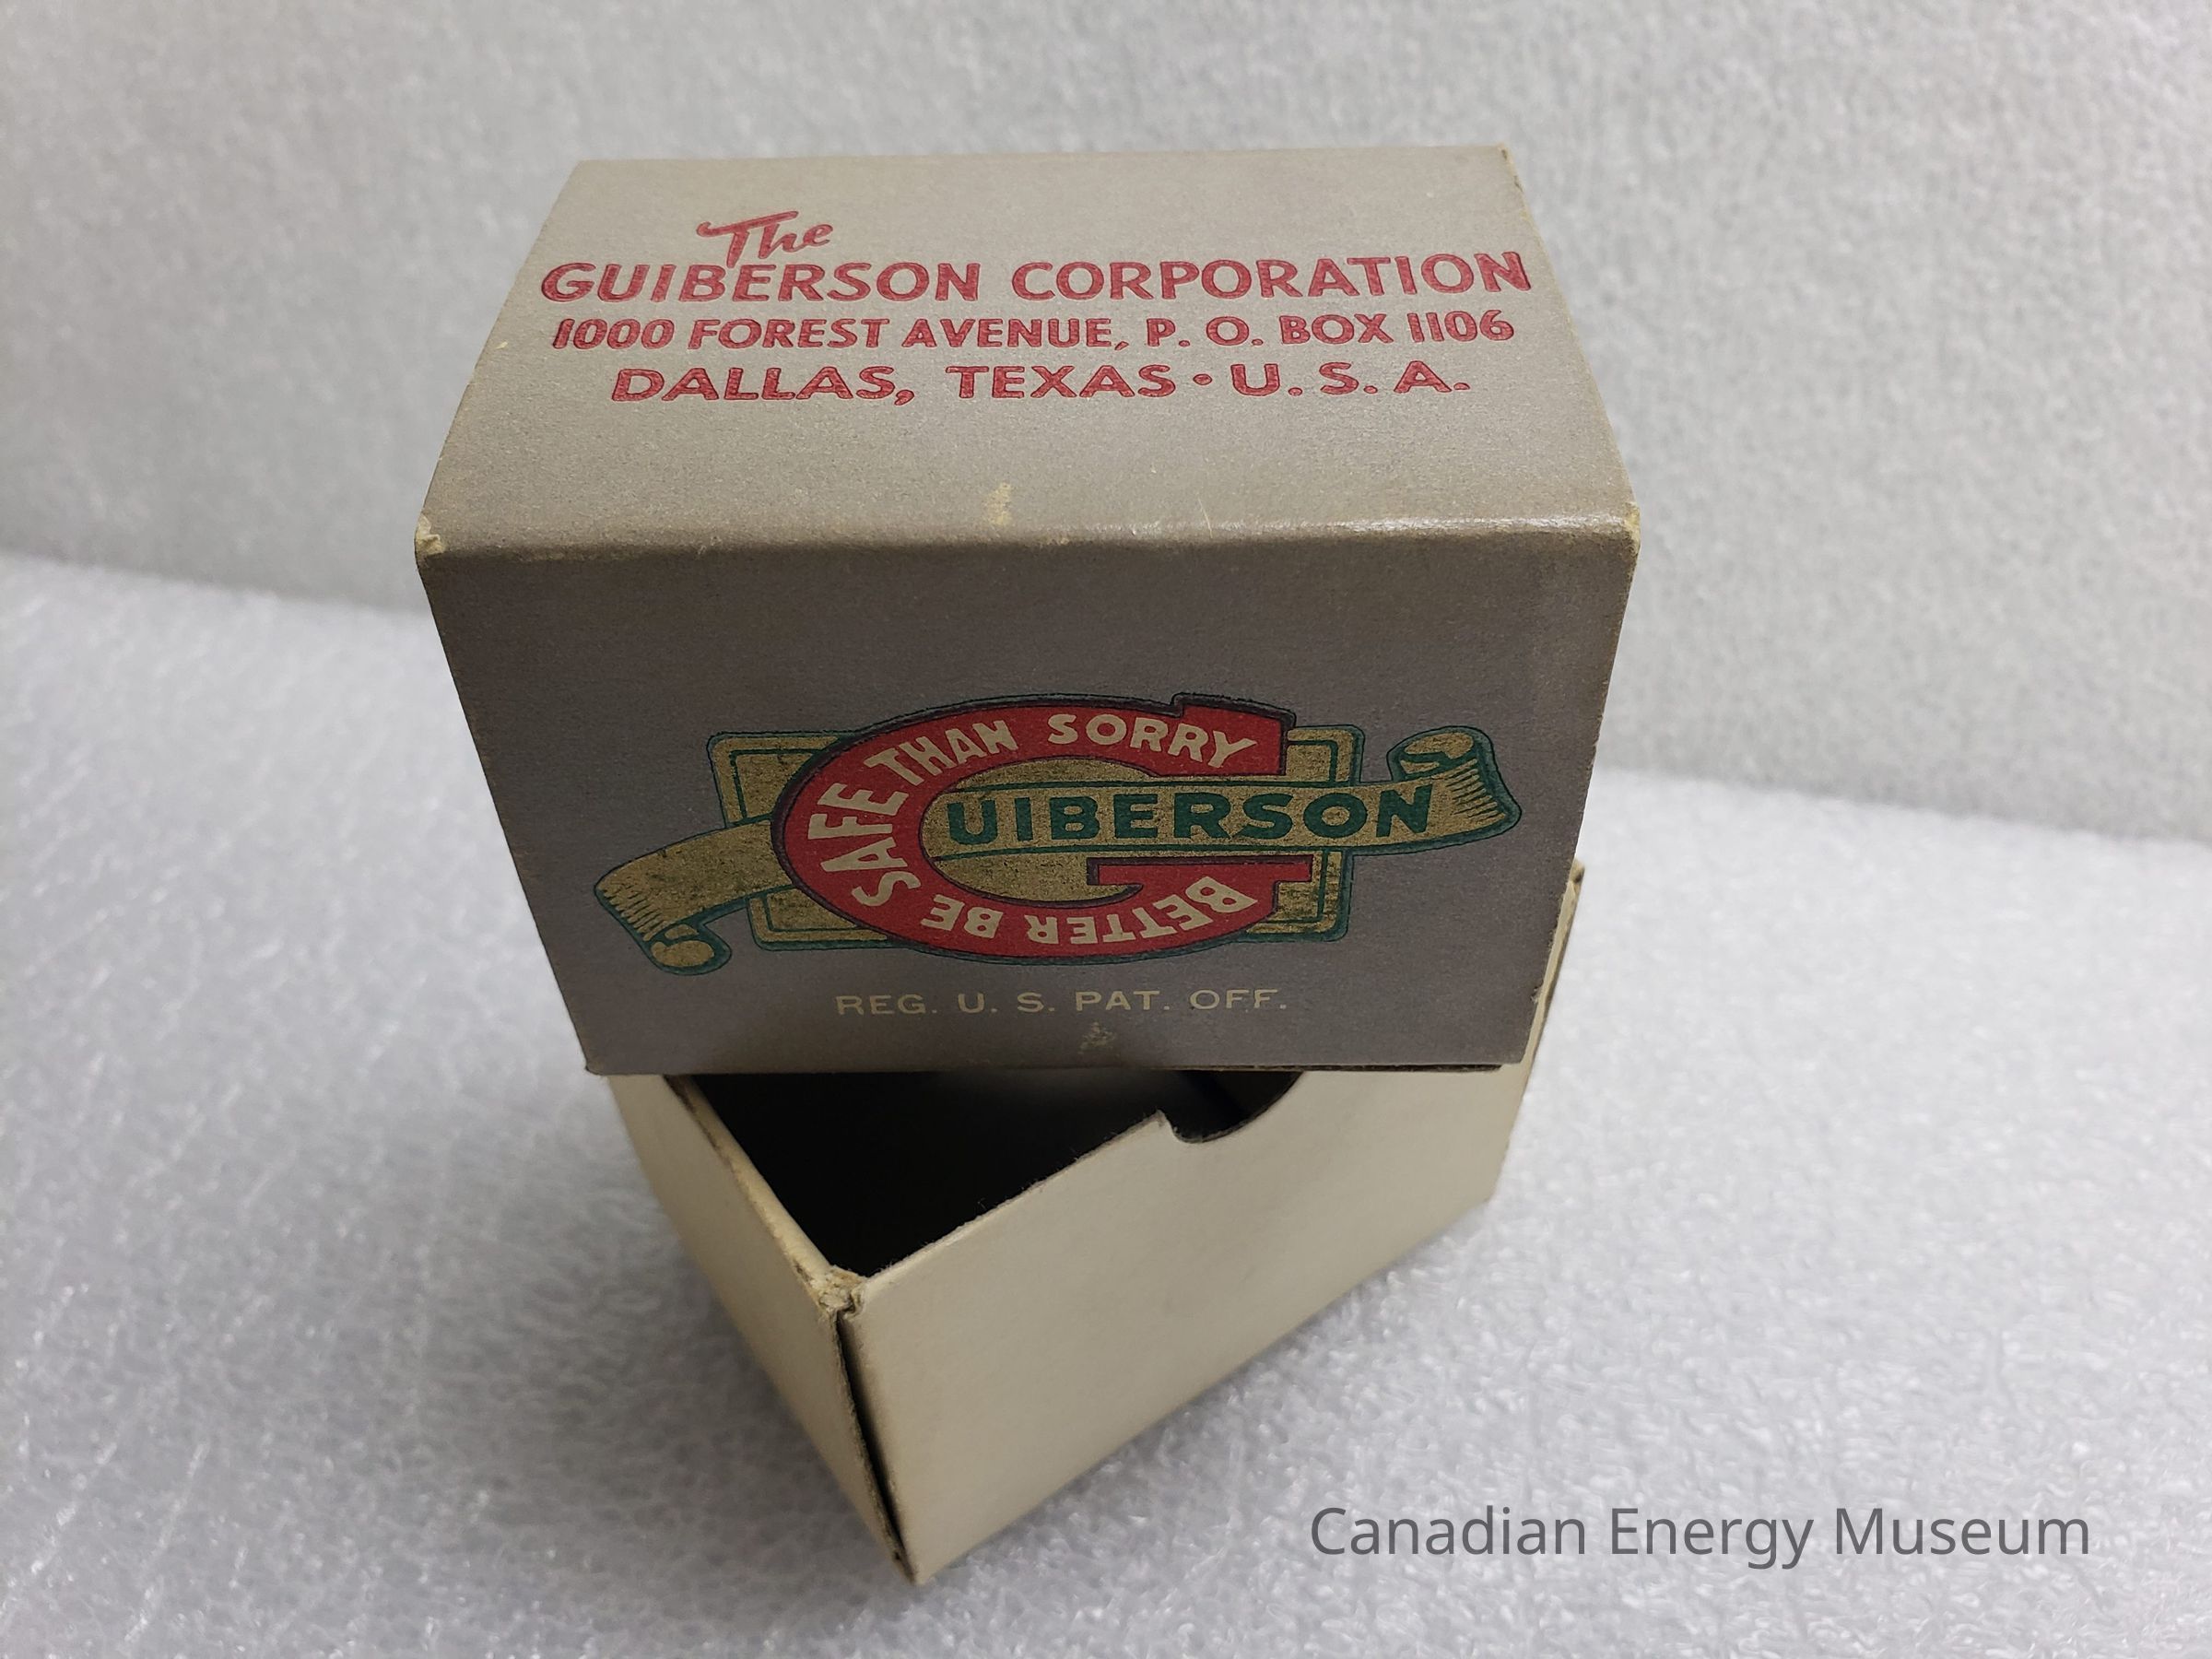 The
GUIBERSON CORPORATION
1000 FOREST AVENUE, P. O. BOX 1106
DALLAS, TEXAS • U. S. A.
BETTER BE SAFE THAN SORRY
GUIBERSON
REG. U. S. PAT. OFF.
Canadian Energy Museum